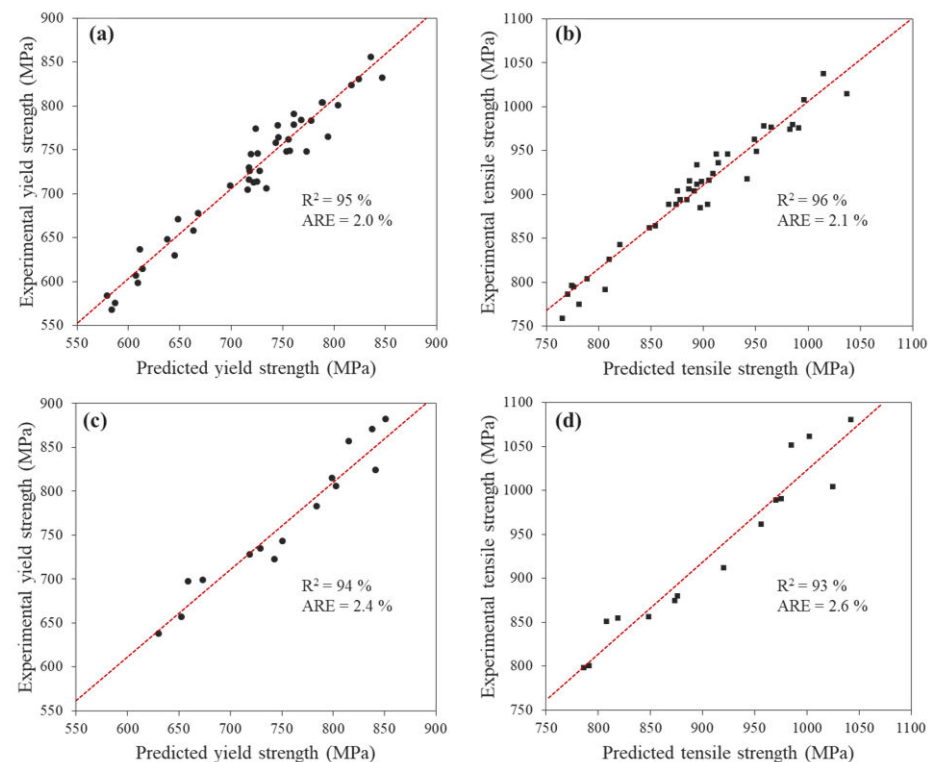 (a)
Experimental yield strength (MPa)
900
850
800
750
700
650
600
550
R² = 95 %
ARE = 2.0 %
550 600 650 700 750 800 850 900
Predicted yield strength (MPa)
(b)
Experimental tensile strength (MPa)
1100
1050
1000
950
900
850
800
750
R² = 96 %
ARE = 2.1 %
750 800 850 900 950 1000 1050 1100
Predicted tensile strength (MPa)
(c)
Experimental yield strength (MPa)
900
850
800
750
700
650
600
550
R² = 94 %
ARE = 2.4 %
550 600 650 700 750 800 850 900
Predicted yield strength (MPa)
(d)
Experimental tensile strength (MPa)
1100
1050
1000
950
900
850
800
750
R² = 93 %
ARE = 2.6 %
750 800 850 900 950 1000 1050 1100
Predicted tensile strength (MPa)